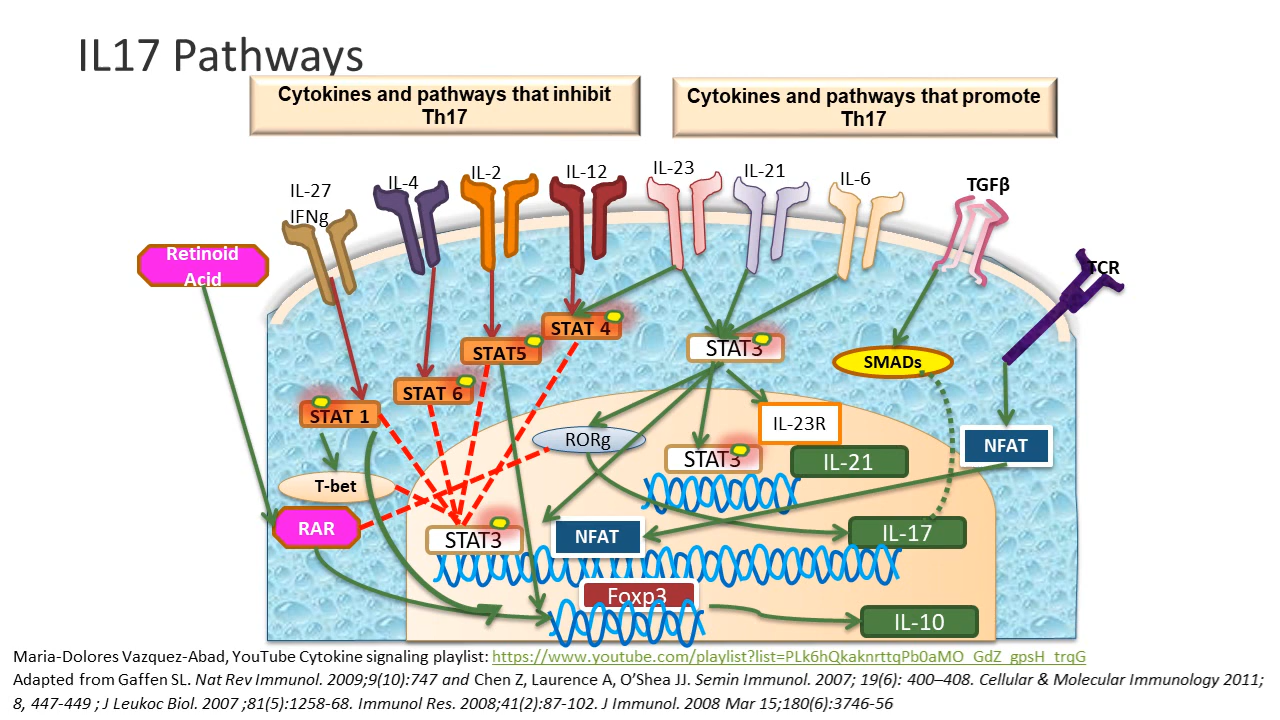 IL17 Pathways
Cytokines and pathways that inhibit
Th17
Cytokines and pathways that promote
Th17
IL-27
IFNg
IL-4
IL-2
IL-12
IL-23
IL-21
IL-6
TGFβ
TCR
Retinoid
Acid
STAT 4
STAT5
STAT 6
STAT 1
STAT3
SMADs
IL-23R
RORg
NFAT
STAT3
IL-21
T-bet
RAR
STAT3
NFAT
IL-17
Foxp3
IL-10
Maria-Dolores Vazquez-Abad, YouTube Cytokine signaling playlist: https://www.youtube.com/playlist?list=PLk6hQkaknrttqPb0aMO_GdZ_gpsH_trqG
Adapted from Gaffen SL. Nat Rev Immunol. 2009;9(10):747 and Chen Z, Laurence A, O’Shea JJ. Semin Immunol. 2007; 19(6): 400–408. Cellular & Molecular Immunology 2011;
8, 447-449 ; J Leukoc Biol. 2007 ;81(5):1258-68. Immunol Res. 2008;41(2):87-102. J Immunol. 2008 Mar 15;180(6):3746-56